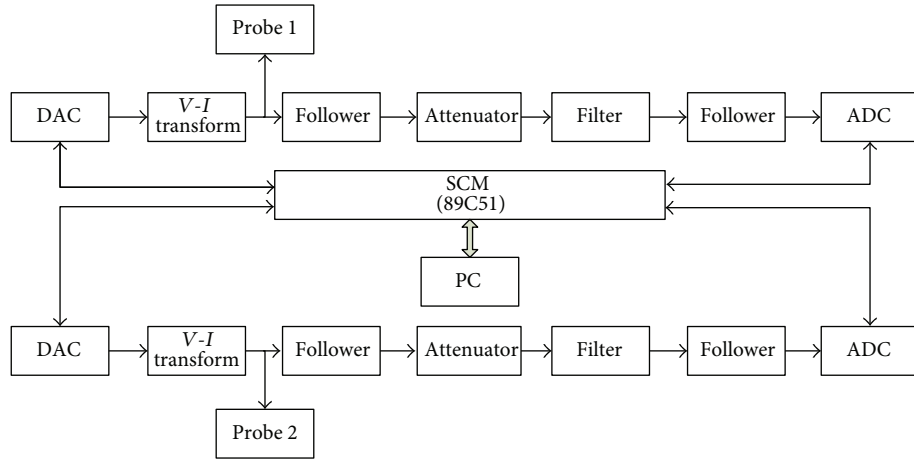 Probe 1
DAC
V-I
transform
Follower
Attenuator
Filter
Follower
ADC
SCM
(89C51)
PC
DAC
V-I
transform
Follower
Attenuator
Filter
Follower
ADC
Probe 2